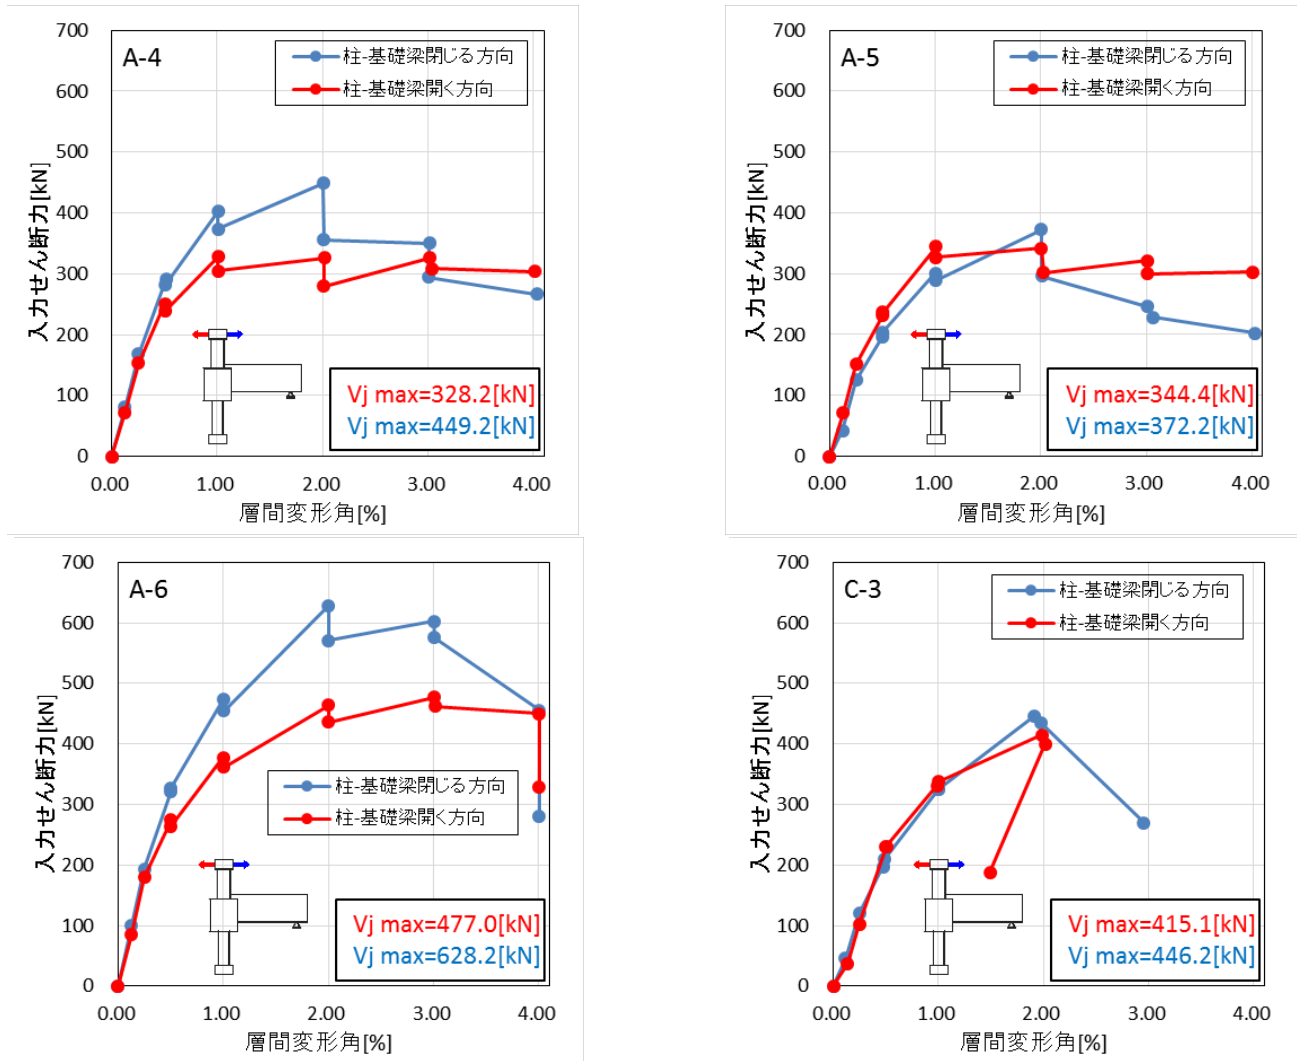 A-4
柱-基礎梁閉じる方向
柱-基礎梁開く方向
700
600
500
400
300
200
100
0
入力せん断力[kN]
Vj max=328.2[kN]
Vj max=449.2[kN]
0.00 1.00 2.00 3.00 4.00
層間変形角[%]
A-5
柱-基礎梁閉じる方向
柱-基礎梁開く方向
700
600
500
400
300
200
100
0
入力せん断力[kN]
Vj max=344.4[kN]
Vj max=372.2[kN]
0.00 1.00 2.00 3.00 4.00
層間変形角[%]
A-6
700
600
500
400
300
200
100
0
入力せん断力[kN]
柱-基礎梁閉じる方向
柱-基礎梁開く方向
Vj max=477.0[kN]
Vj max=628.2[kN]
0.00 1.00 2.00 3.00 4.00
層間変形角[%]
C-3
柱-基礎梁閉じる方向
柱-基礎梁開く方向
700
600
500
400
300
200
100
0
入力せん断力[kN]
Vj max=415.1[kN]
Vj max=446.2[kN]
0.00 1.00 2.00 3.00 4.00
層間変形角[%]